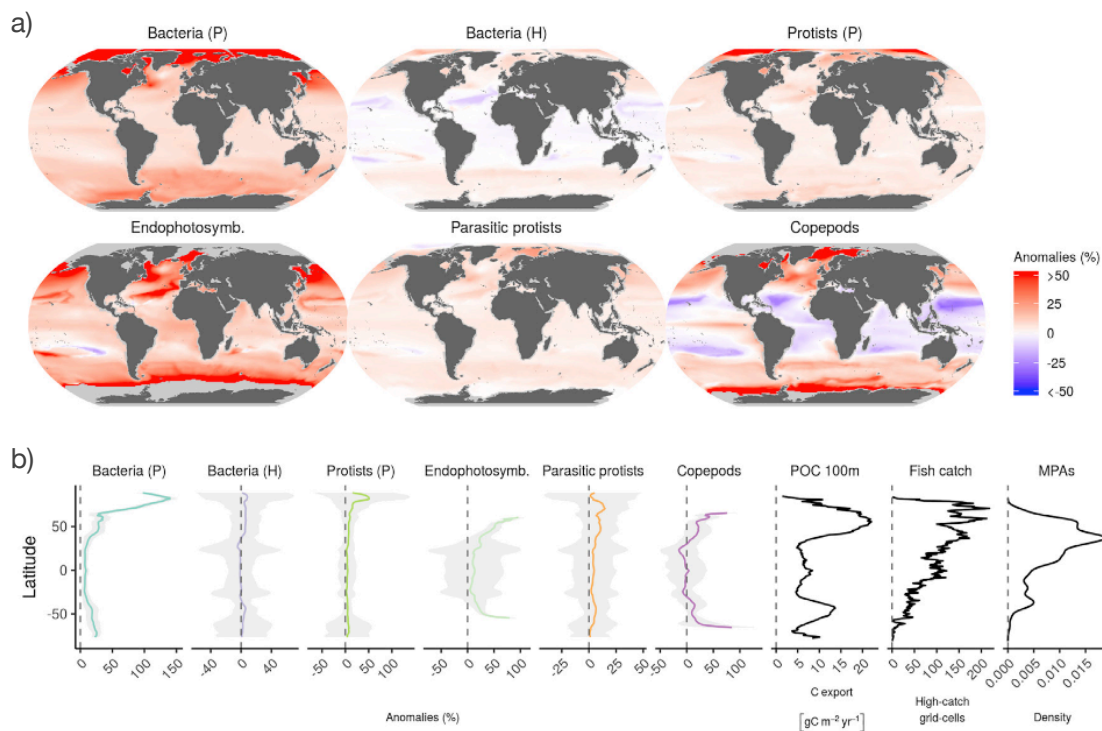 a)
Bacteria (P) Bacteria (H) Protists (P)
Endophotosymb. Parasitic protists Copepods
Anomalies (%)
>50
25
0
-25
<-50
b)
Bacteria (P) Bacteria (H) Protists (P) Endophotosymb. Parasitic protists Copepods POC 100m Fish catch MPAs
Latitude
50
0
-50
0 50 100 150 -40 0 40 -50 0 50 100 -50 0 50 100 -25 0 25 50 -50 0 50 100 0 5 10 15 20 0 50 100 150 200 0.000 0.005 0.010 0.015
Anomalies (%)
C export
[gC m⁻² yr⁻¹]
High-catch
grid-cells
Density